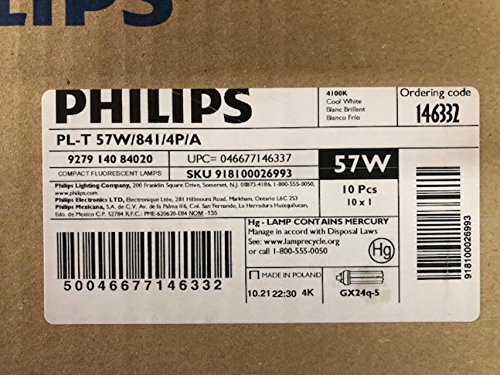 LIPS
PHILIPS
4100K
Cool White
Blanc Brillant
Blanco Frio
Ordering code
146332
PL-T 57W/841/4P/A
9279 140 84020
UPC= 046677146337
57W
COMPACT FLUORESCENT LAMPS
SKU 918100026993
Philips Lighting Company, 200 Franklin Square Drive, Somerset, N.J. 08873-4186, 1-800-555-0050,
www.philips.com
Philips Electronics LTD, Electronique Ltée, 281 Hillmount Road, Markham, Ontario L6C 2S3
Philips Mexicana, S.A. de C.V. Av. de la Palma #6, Col. San Fernando, La Herradura Huixquilucan,
Edo. de Mexico C.P. 52784 R.F.C: PME-620620-E84 NOM -135
10 Pcs
10 x 1
Hg - LAMP CONTAINS MERCURY
Manage in accord with Disposal Laws
See: www.lamprecycle.org
or call 1-800-555-0050
Hg
50046677146332
MADE IN POLAND
10.21 22:30 4K
GX24q-5
918100026993